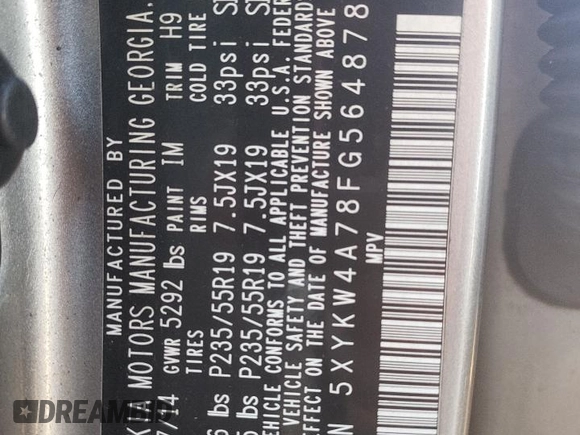 MANUFACTURED BY
MOTORS MANUFACTURING GEORGIA,
GVWR 5292 lbs PAINT IM TRIM H9
TIRES RIMS COLD TIRE
lbs P235/55R19 7.5JX19 33psi
lbs P235/55R19 7.5JX19 33psi
VEHICLE CONFORMS TO ALL APPLICABLE U.S.A. FEDER
VEHICLE SAFETY AND THEFT PREVENTION STANDARD
EFFECT ON THE DATE OF MANUFACTURE SHOWN ABOVE
5XYKW4A78FG564878
MPV
DREAMBID